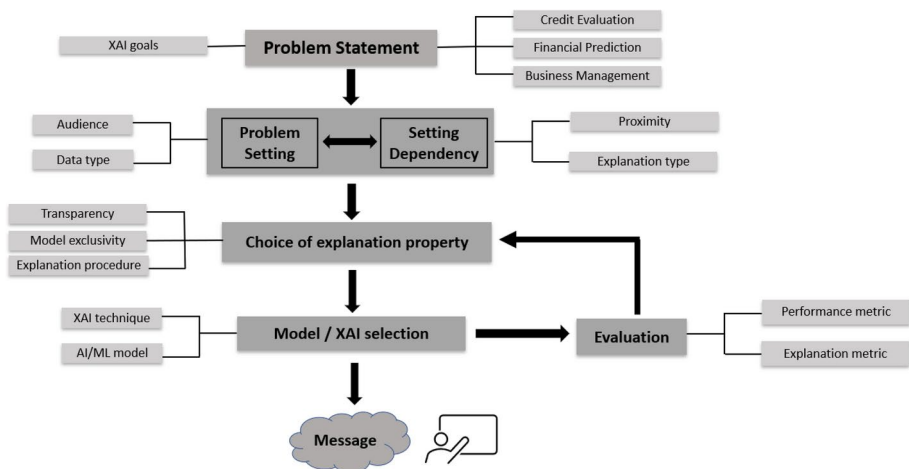 XAI goals
Problem Statement
Credit Evaluation
Financial Prediction
Business Management
Audience
Data type
Problem
Setting
Setting
Dependency
Proximity
Explanation type
Transparency
Model exclusivity
Explanation procedure
Choice of explanation property
XAI technique
AI/ML model
Model / XAI selection
Evaluation
Performance metric
Explanation metric
Message